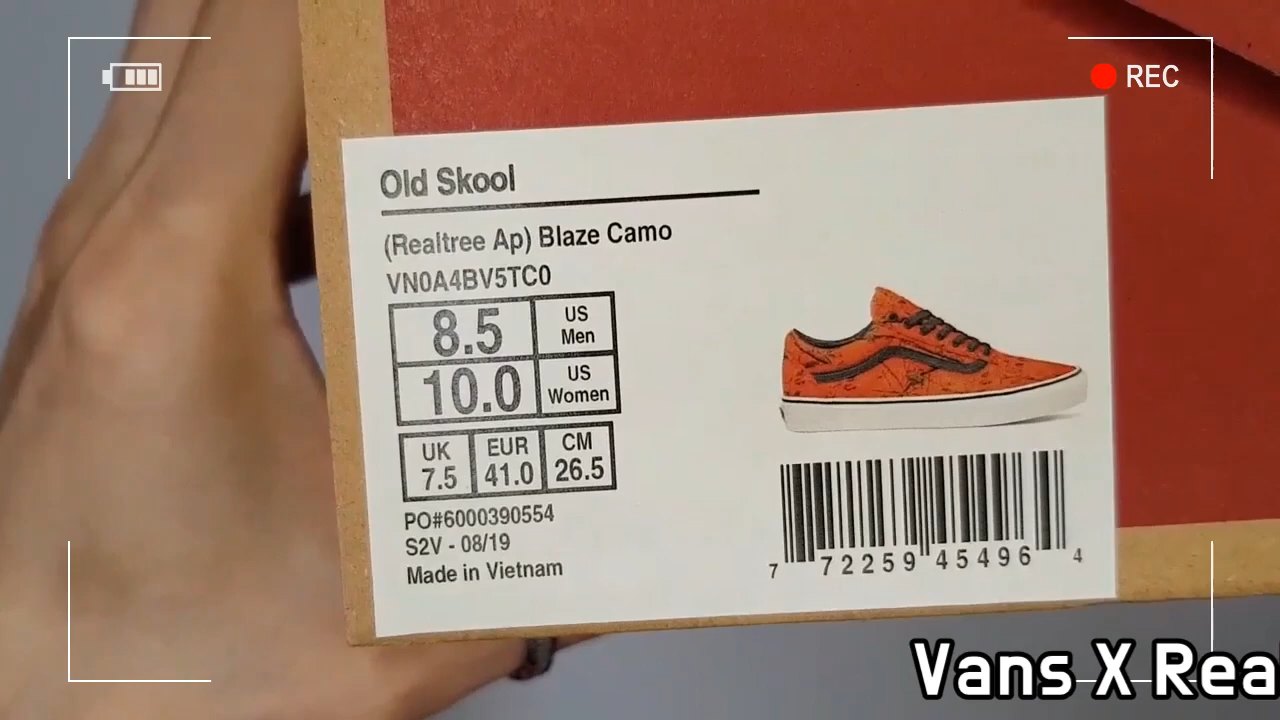 REC
Old Skool
(Realtree Ap) Blaze Camo
VN0A4BV5TC0
8.5 US Men
10.0 US Women
UK 7.5 EUR 41.0 CM 26.5
PO#6000390554
S2V - 08/19
Made in Vietnam
7 72259 45496 4
Vans X Rea